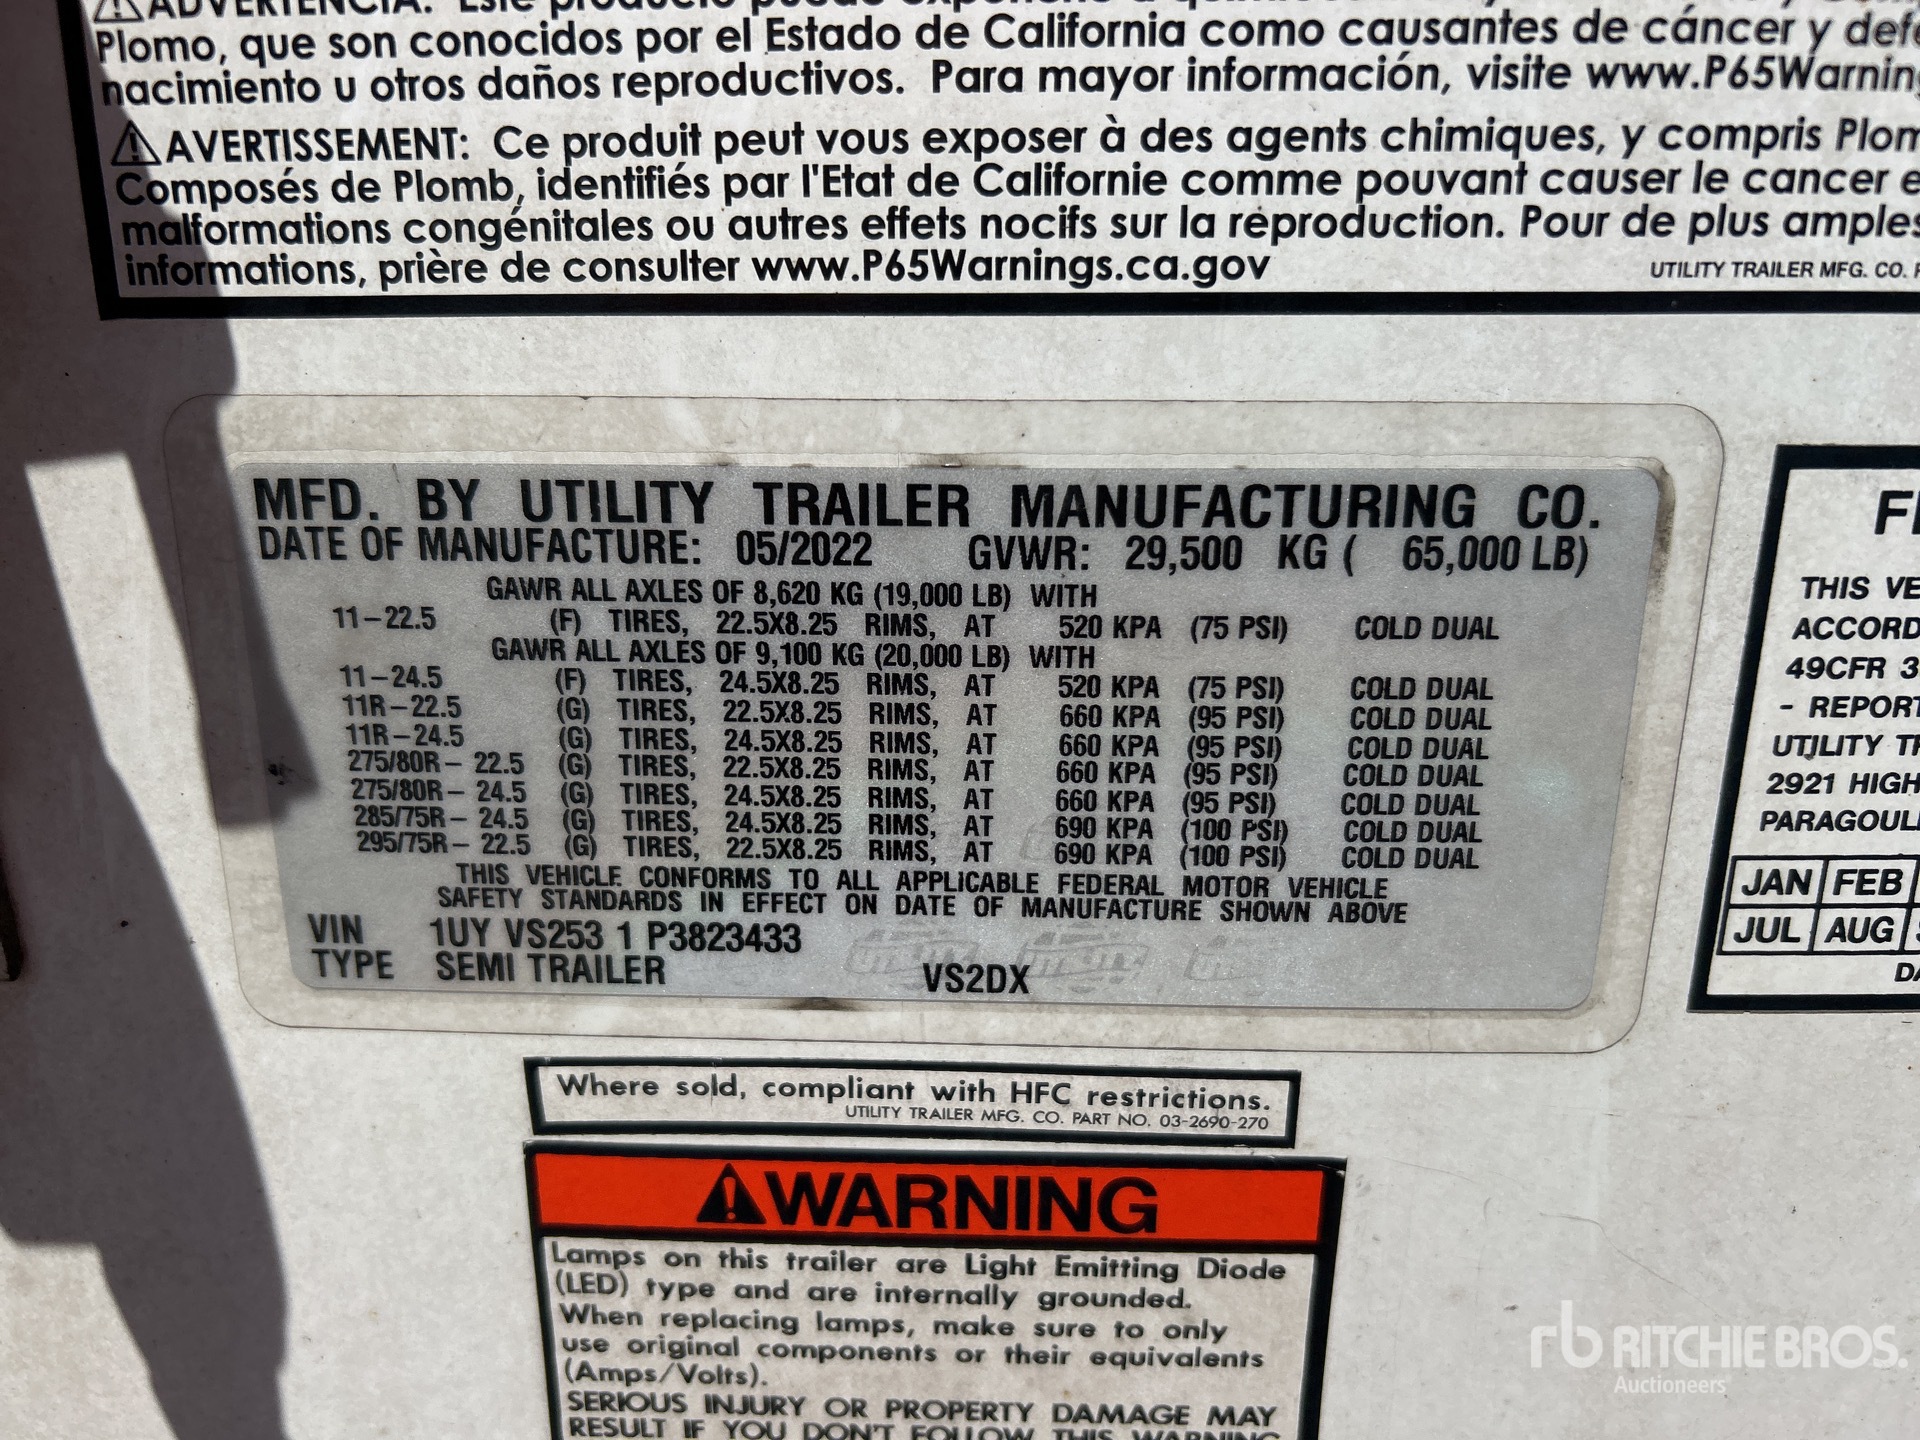 ADVERTENCIA: Este producto puede
Plomo, que son conocidos por el Estado de California como causantes de cáncer y
nacimiento u otros daños reproductivos. Para mayor información, visite www.P65Warning
⚠AVERTISSEMENT: Ce produit peut vous exposer à des agents chimiques, y compris
Composés de Plomb, identifiés par l'Etat de Californie comme pouvant causer le cancer
malformations congénitales ou autres effets nocifs sur la reproduction. Pour de plus amples
informations, prière de consulter www.P65Warnings.ca.gov
UTILITY TRAILER MFG. CO.
MFD. BY UTILITY TRAILER MANUFACTURING CO.
DATE OF MANUFACTURE: 05/2022 GVWR: 29,500 KG ( 65,000 LB)
GAWR ALL AXLES OF 8,620 KG (19,000 LB) WITH
11-22.5 (F) TIRES, 22.5X8.25 RIMS, AT 520 KPA (75 PSI) COLD DUAL
GAWR ALL AXLES OF 9,100 KG (20,000 LB) WITH
11-24.5 (F) TIRES, 24.5X8.25 RIMS, AT 520 KPA (75 PSI) COLD DUAL
11R-22.5 (G) TIRES, 22.5X8.25 RIMS, AT 660 KPA (95 PSI) COLD DUAL
11R-24.5 (G) TIRES, 24.5X8.25 RIMS, AT 660 KPA (95 PSI) COLD DUAL
275/80R- 22.5 (G) TIRES, 22.5X8.25 RIMS, AT 660 KPA (95 PSI) COLD DUAL
275/80R- 24.5 (G) TIRES, 24.5X8.25 RIMS, AT 660 KPA (95 PSI) COLD DUAL
285/75R- 24.5 (G) TIRES, 24.5X8.25 RIMS, AT 690 KPA (100 PSI) COLD DUAL
295/75R- 22.5 (G) TIRES, 22.5X8.25 RIMS, AT 690 KPA (100 PSI) COLD DUAL
THIS VEHICLE CONFORMS TO ALL APPLICABLE FEDERAL MOTOR VEHICLE
SAFETY STANDARDS IN EFFECT ON DATE OF MANUFACTURE SHOWN ABOVE
VIN 1UY VS253 1 P3823433
TYPE SEMI TRAILER VS2DX
THIS
ACCORD
49CFR 3
- REPORT
UTILITY
2921 HIGH
PARAGOUL
JAN FEB
JUL AUG
Where sold, compliant with HFC restrictions.
UTILITY TRAILER MFG. CO. PART NO. 03-2690-270
⚠WARNING
Lamps on this trailer are Light Emitting Diode
(LED) type and are internally grounded.
When replacing lamps, make sure to only
use original components or their equivalents
(Amps/Volts).
SERIOUS INJURY OR PROPERTY DAMAGE MAY
RESULT IF YOU DON'T FOLLOW THIS WARNING
rb RITCHIE BROS.
Auctioneers